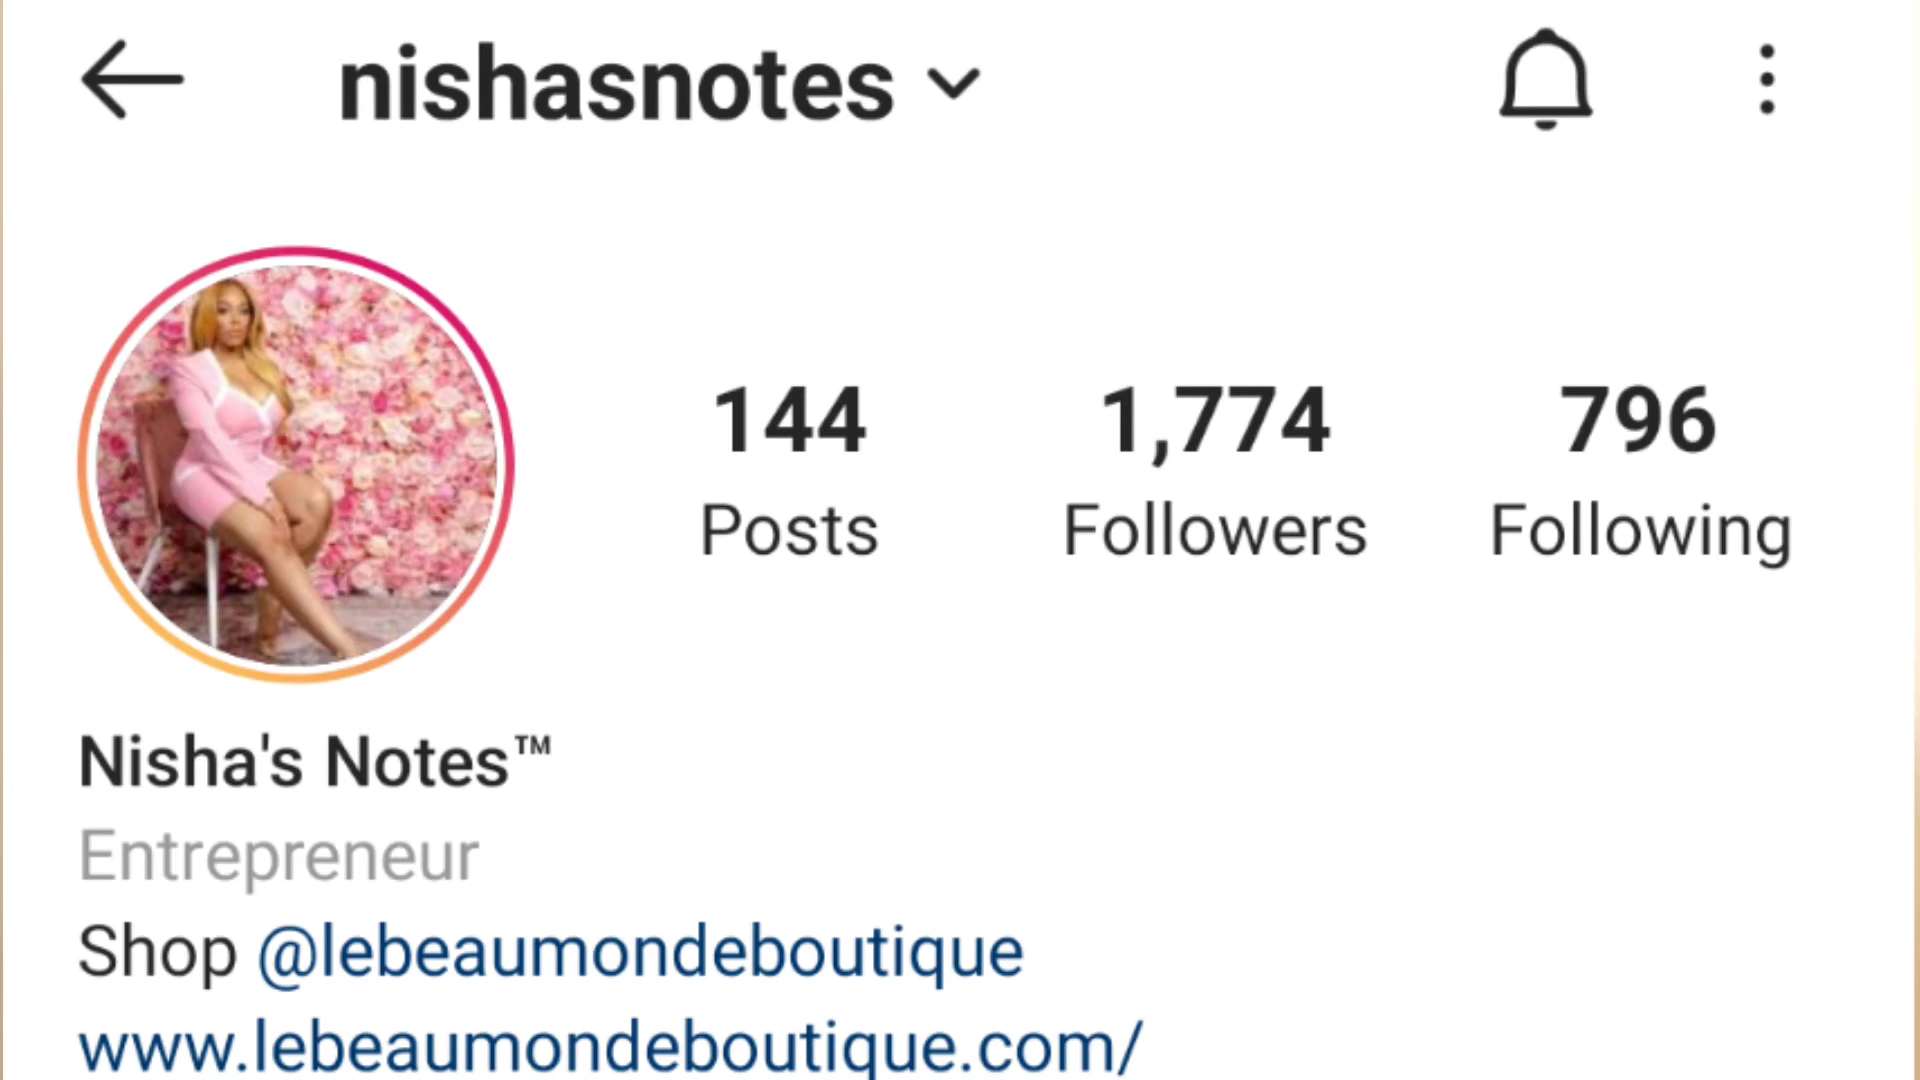 nishasnotes
144 1,774 796
Posts Followers Following
Nisha's Notes™
Entrepreneur
Shop @lebeaumondeboutique
www.lebeaumondeboutique.com/